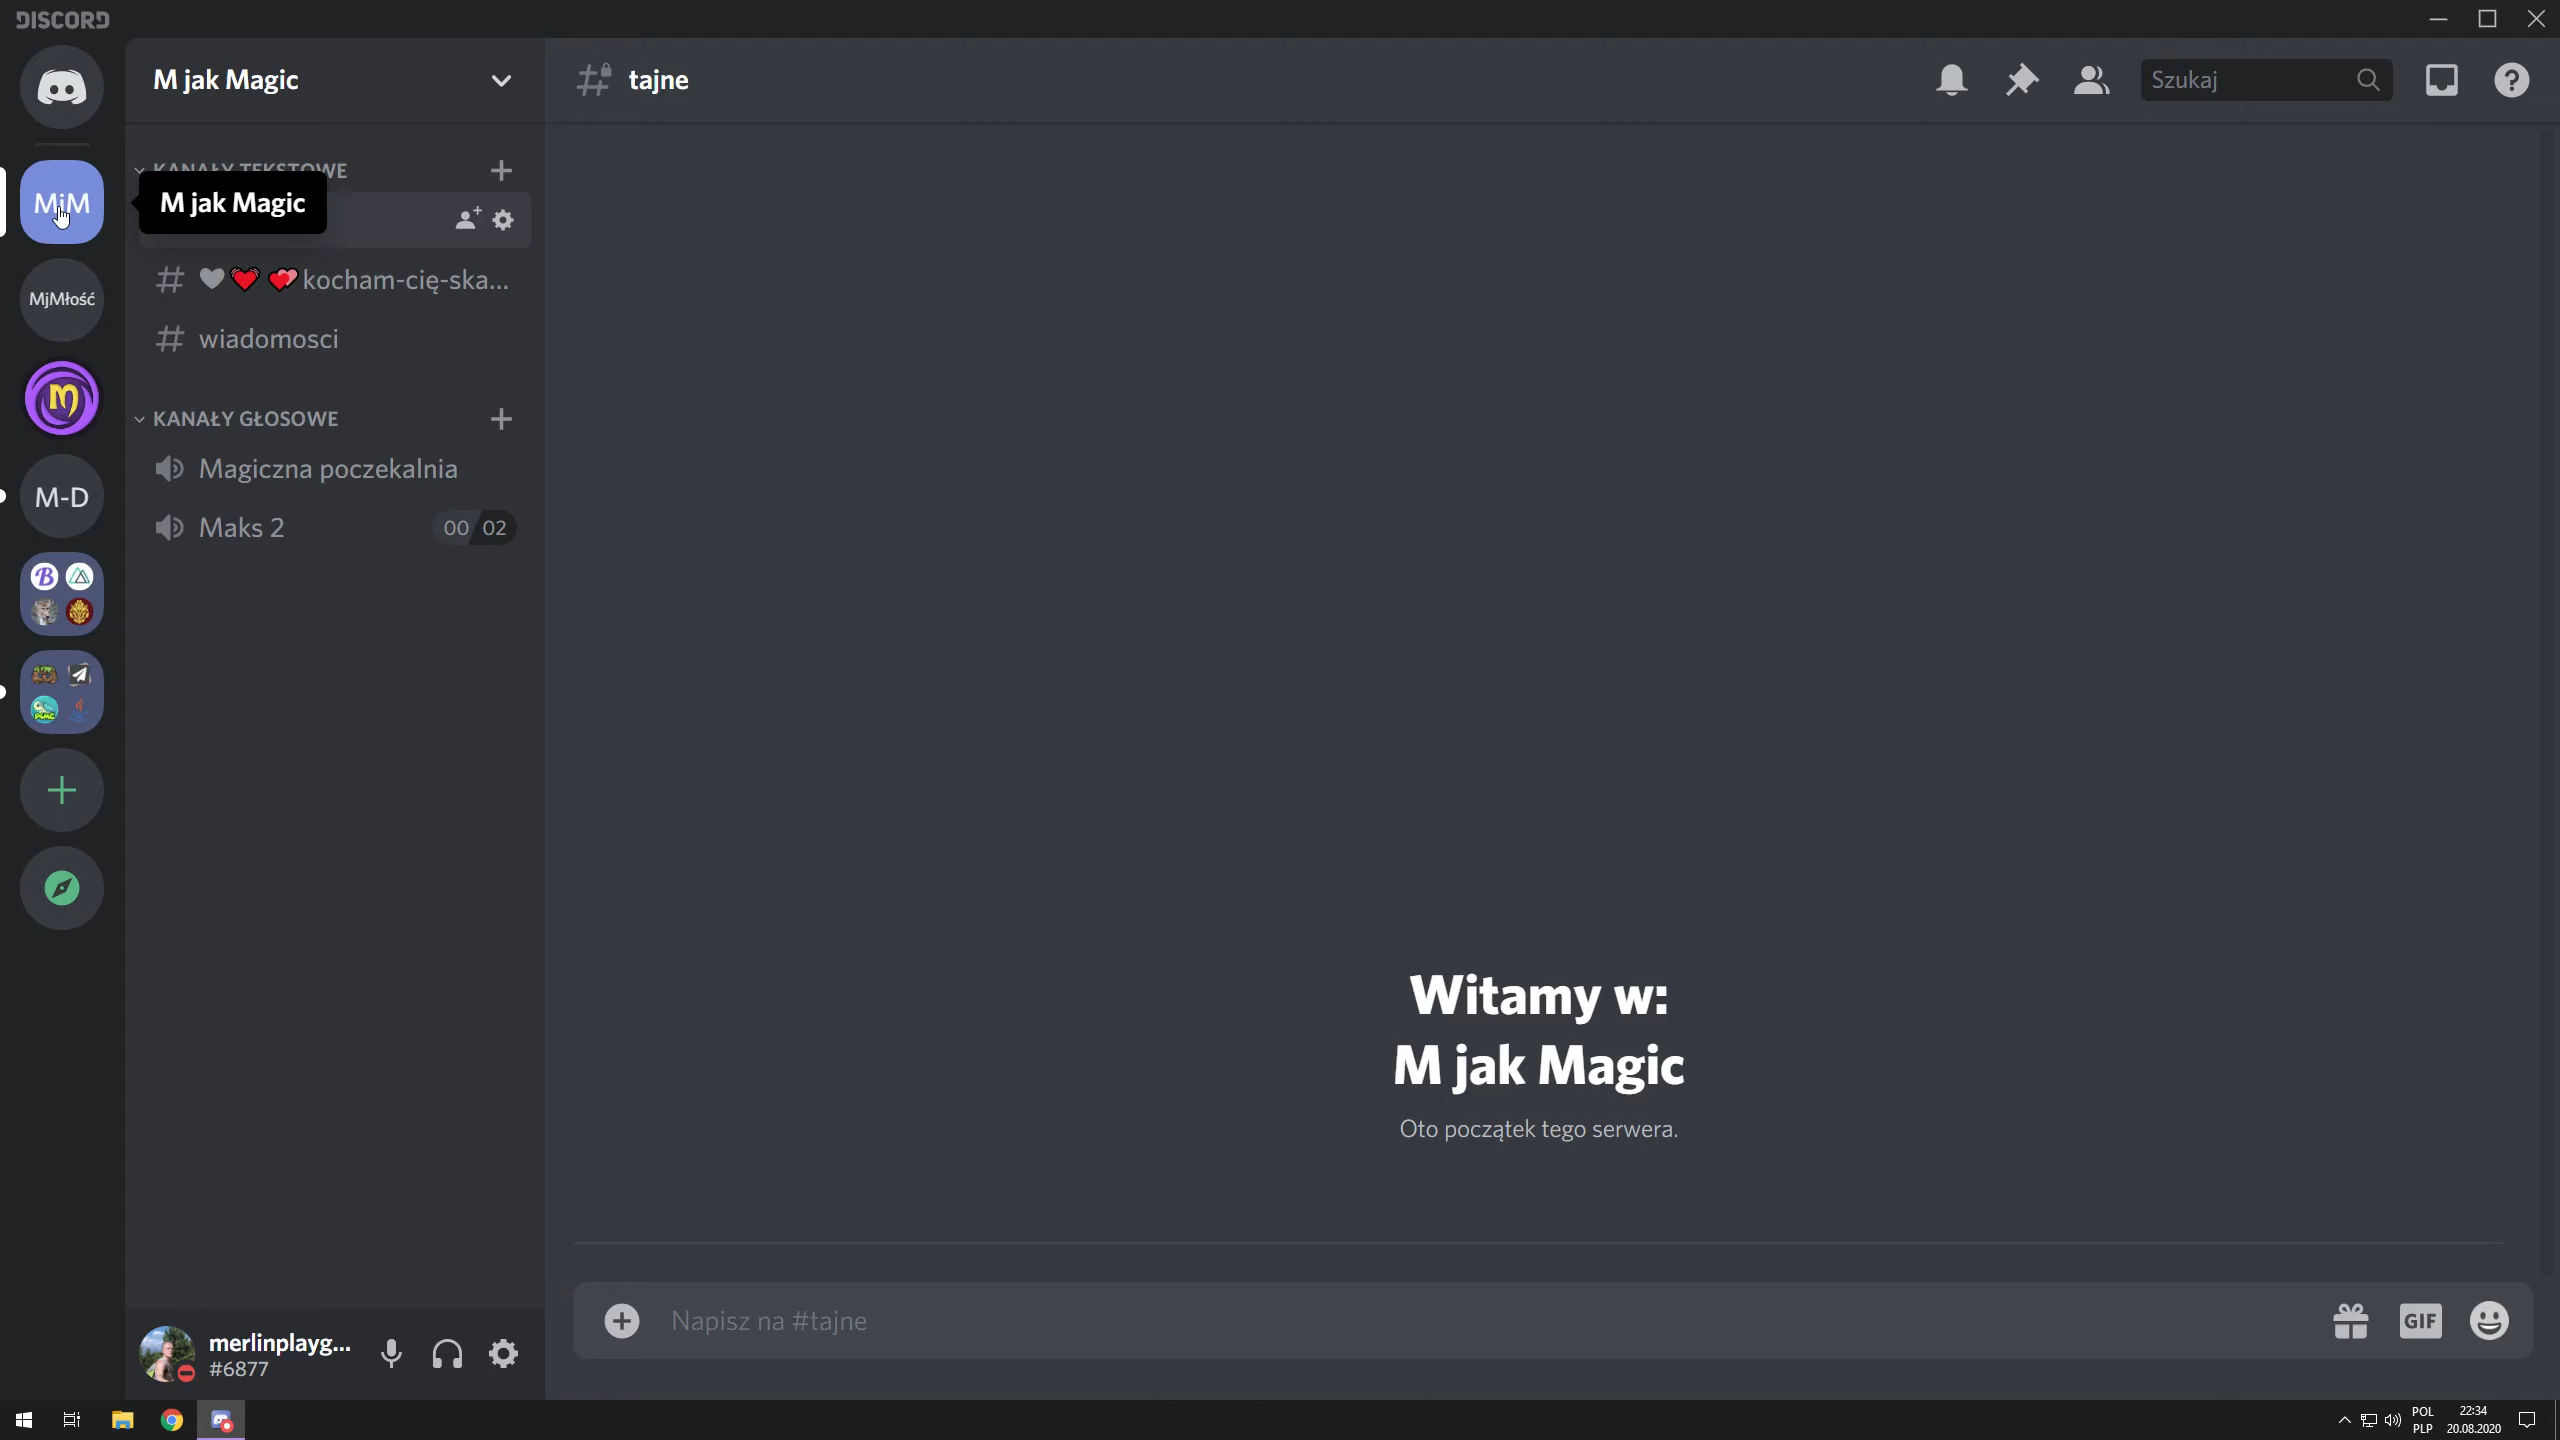 DISCORD
M jak Magic
tajne
Szukaj
KANAŁY TEKSTOWE
MjM
M jak Magic
kocham-cię-ska...
MjMłość
wiadomosci
M
KANAŁY GŁOSOWE
Magiczna poczekalnia
M-D
Maks 2
00 02
B
Witamy w:
M jak Magic
Oto początek tego serwera.
Napisz na #tajne
GIF
merlinplayg...
#6877
POL
PLP
22:34
20.08.2020